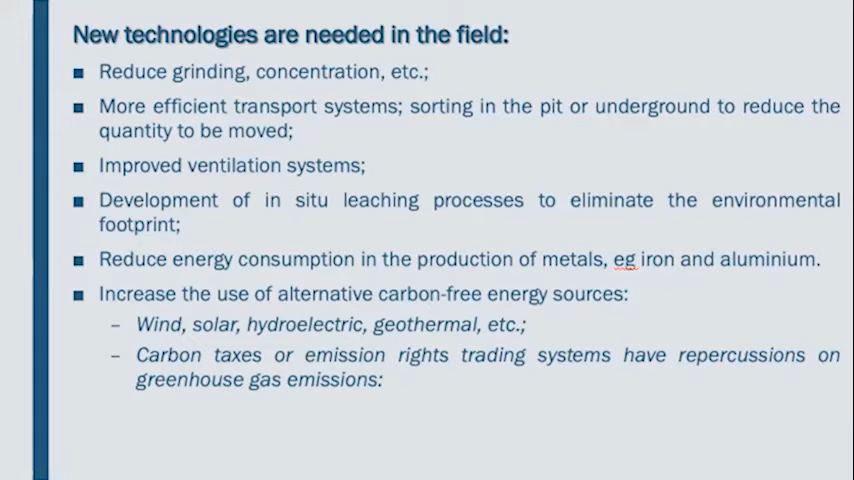 New technologies are needed in the field:
■ Reduce grinding, concentration, etc.;
■ More efficient transport systems; sorting in the pit or underground to reduce the
quantity to be moved;
■ Improved ventilation systems;
■ Development of in situ leaching processes to eliminate the environmental
footprint;
■ Reduce energy consumption in the production of metals, eg iron and aluminium.
■ Increase the use of alternative carbon-free energy sources:
– Wind, solar, hydroelectric, geothermal, etc.;
– Carbon taxes or emission rights trading systems have repercussions on
greenhouse gas emissions: